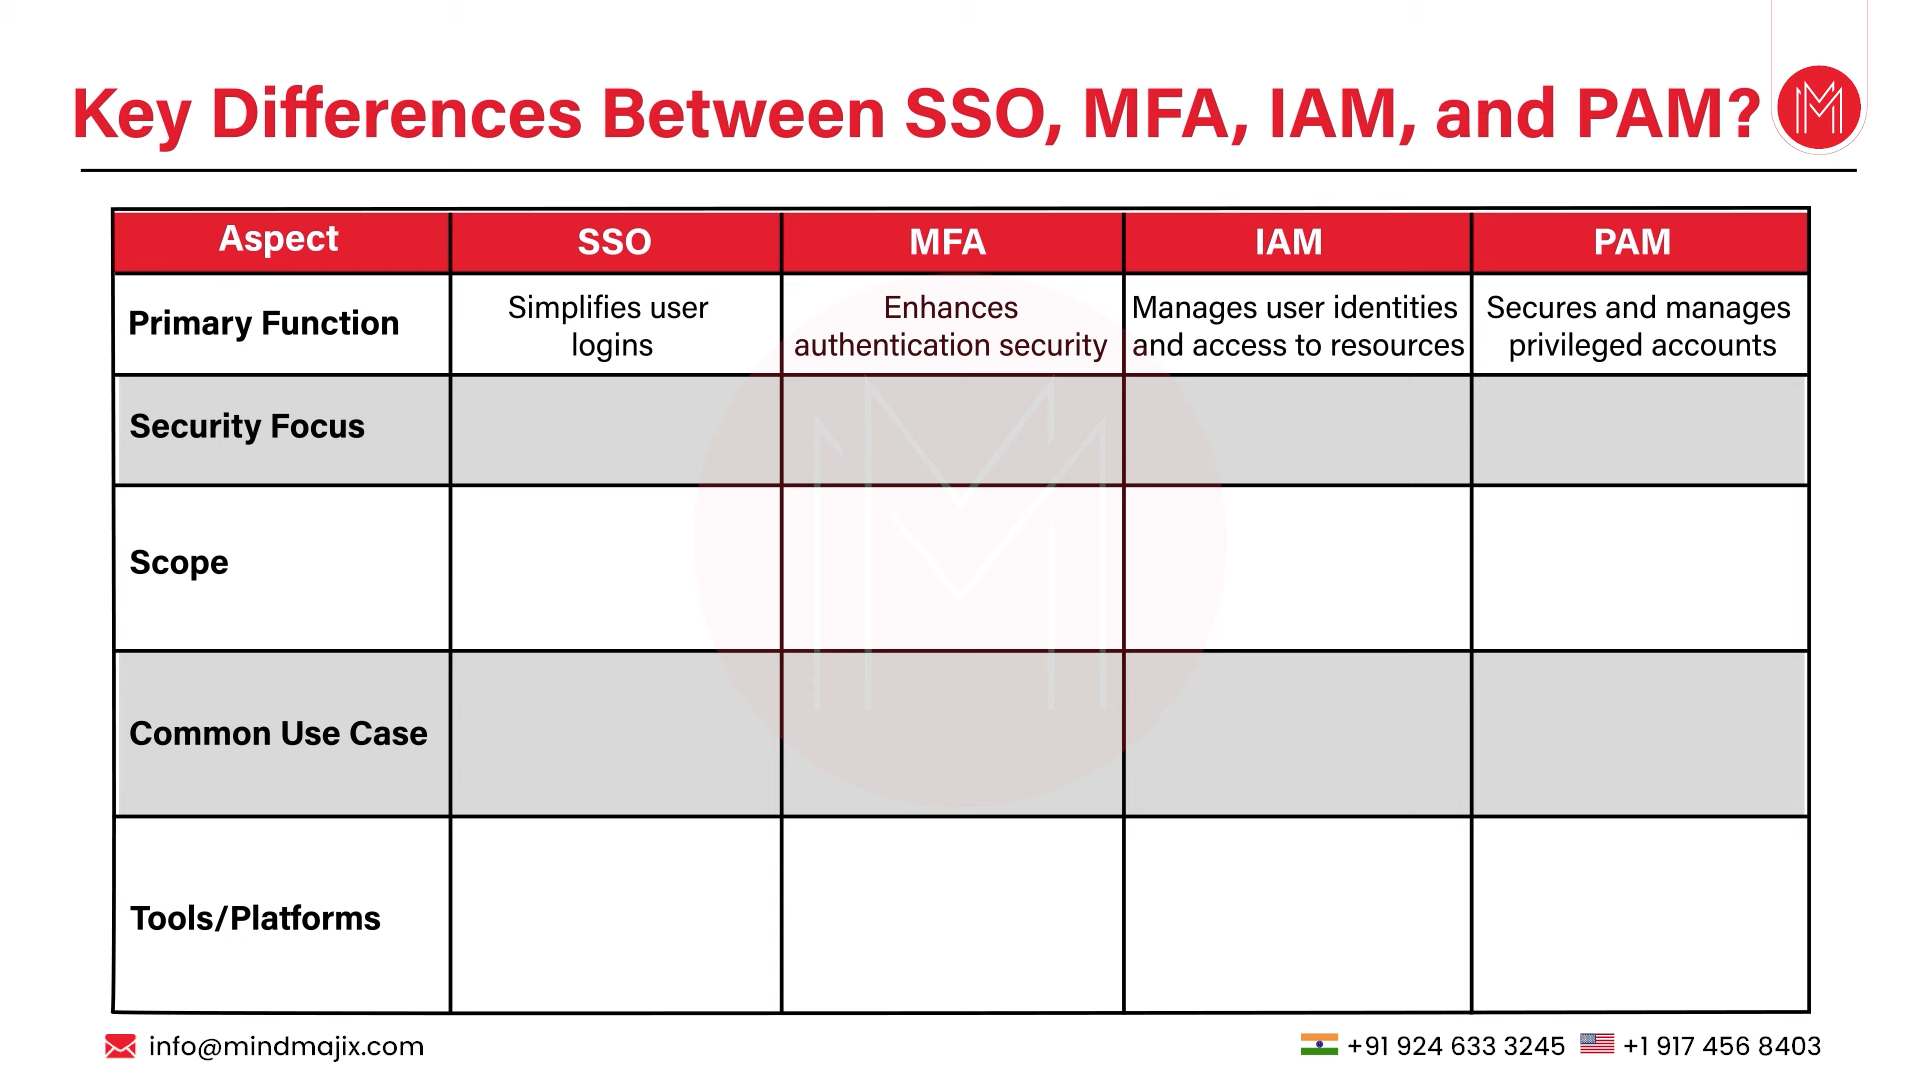 Key Differences Between SSO, MFA, IAM, and PAM?
Aspect
SSO
MFA
IAM
PAM
Primary Function
Simplifies user
logins
Enhances
authentication security
Manages user identities
and access to resources
Secures and manages
privileged accounts
Security Focus
Scope
Common Use Case
Tools/Platforms
info@mindmajix.com
+91 924 633 3245
+1 917 456 8403